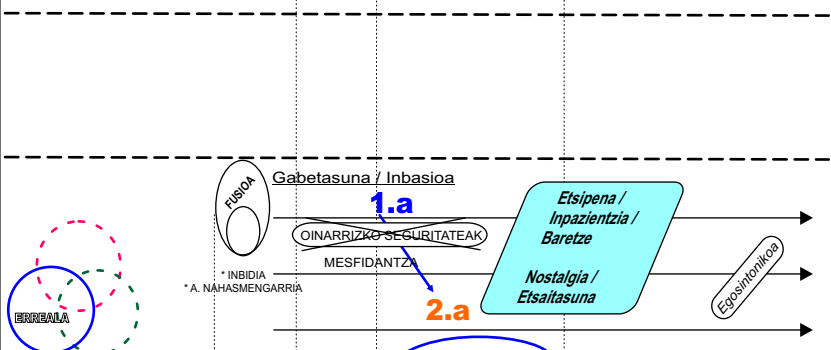 FUSIOA
Gabetasuna / Inbasioa
1.a
OINARRIZKO SEGURITATEAK
MESFIDANTZA
* INBIDIA
* A. NAHASMENGARRIA
2.a
Etsipena /
Inpazientzia /
Baretze
Nostalgia /
Etsaitasuna
Egosintonikoa
ERREALA